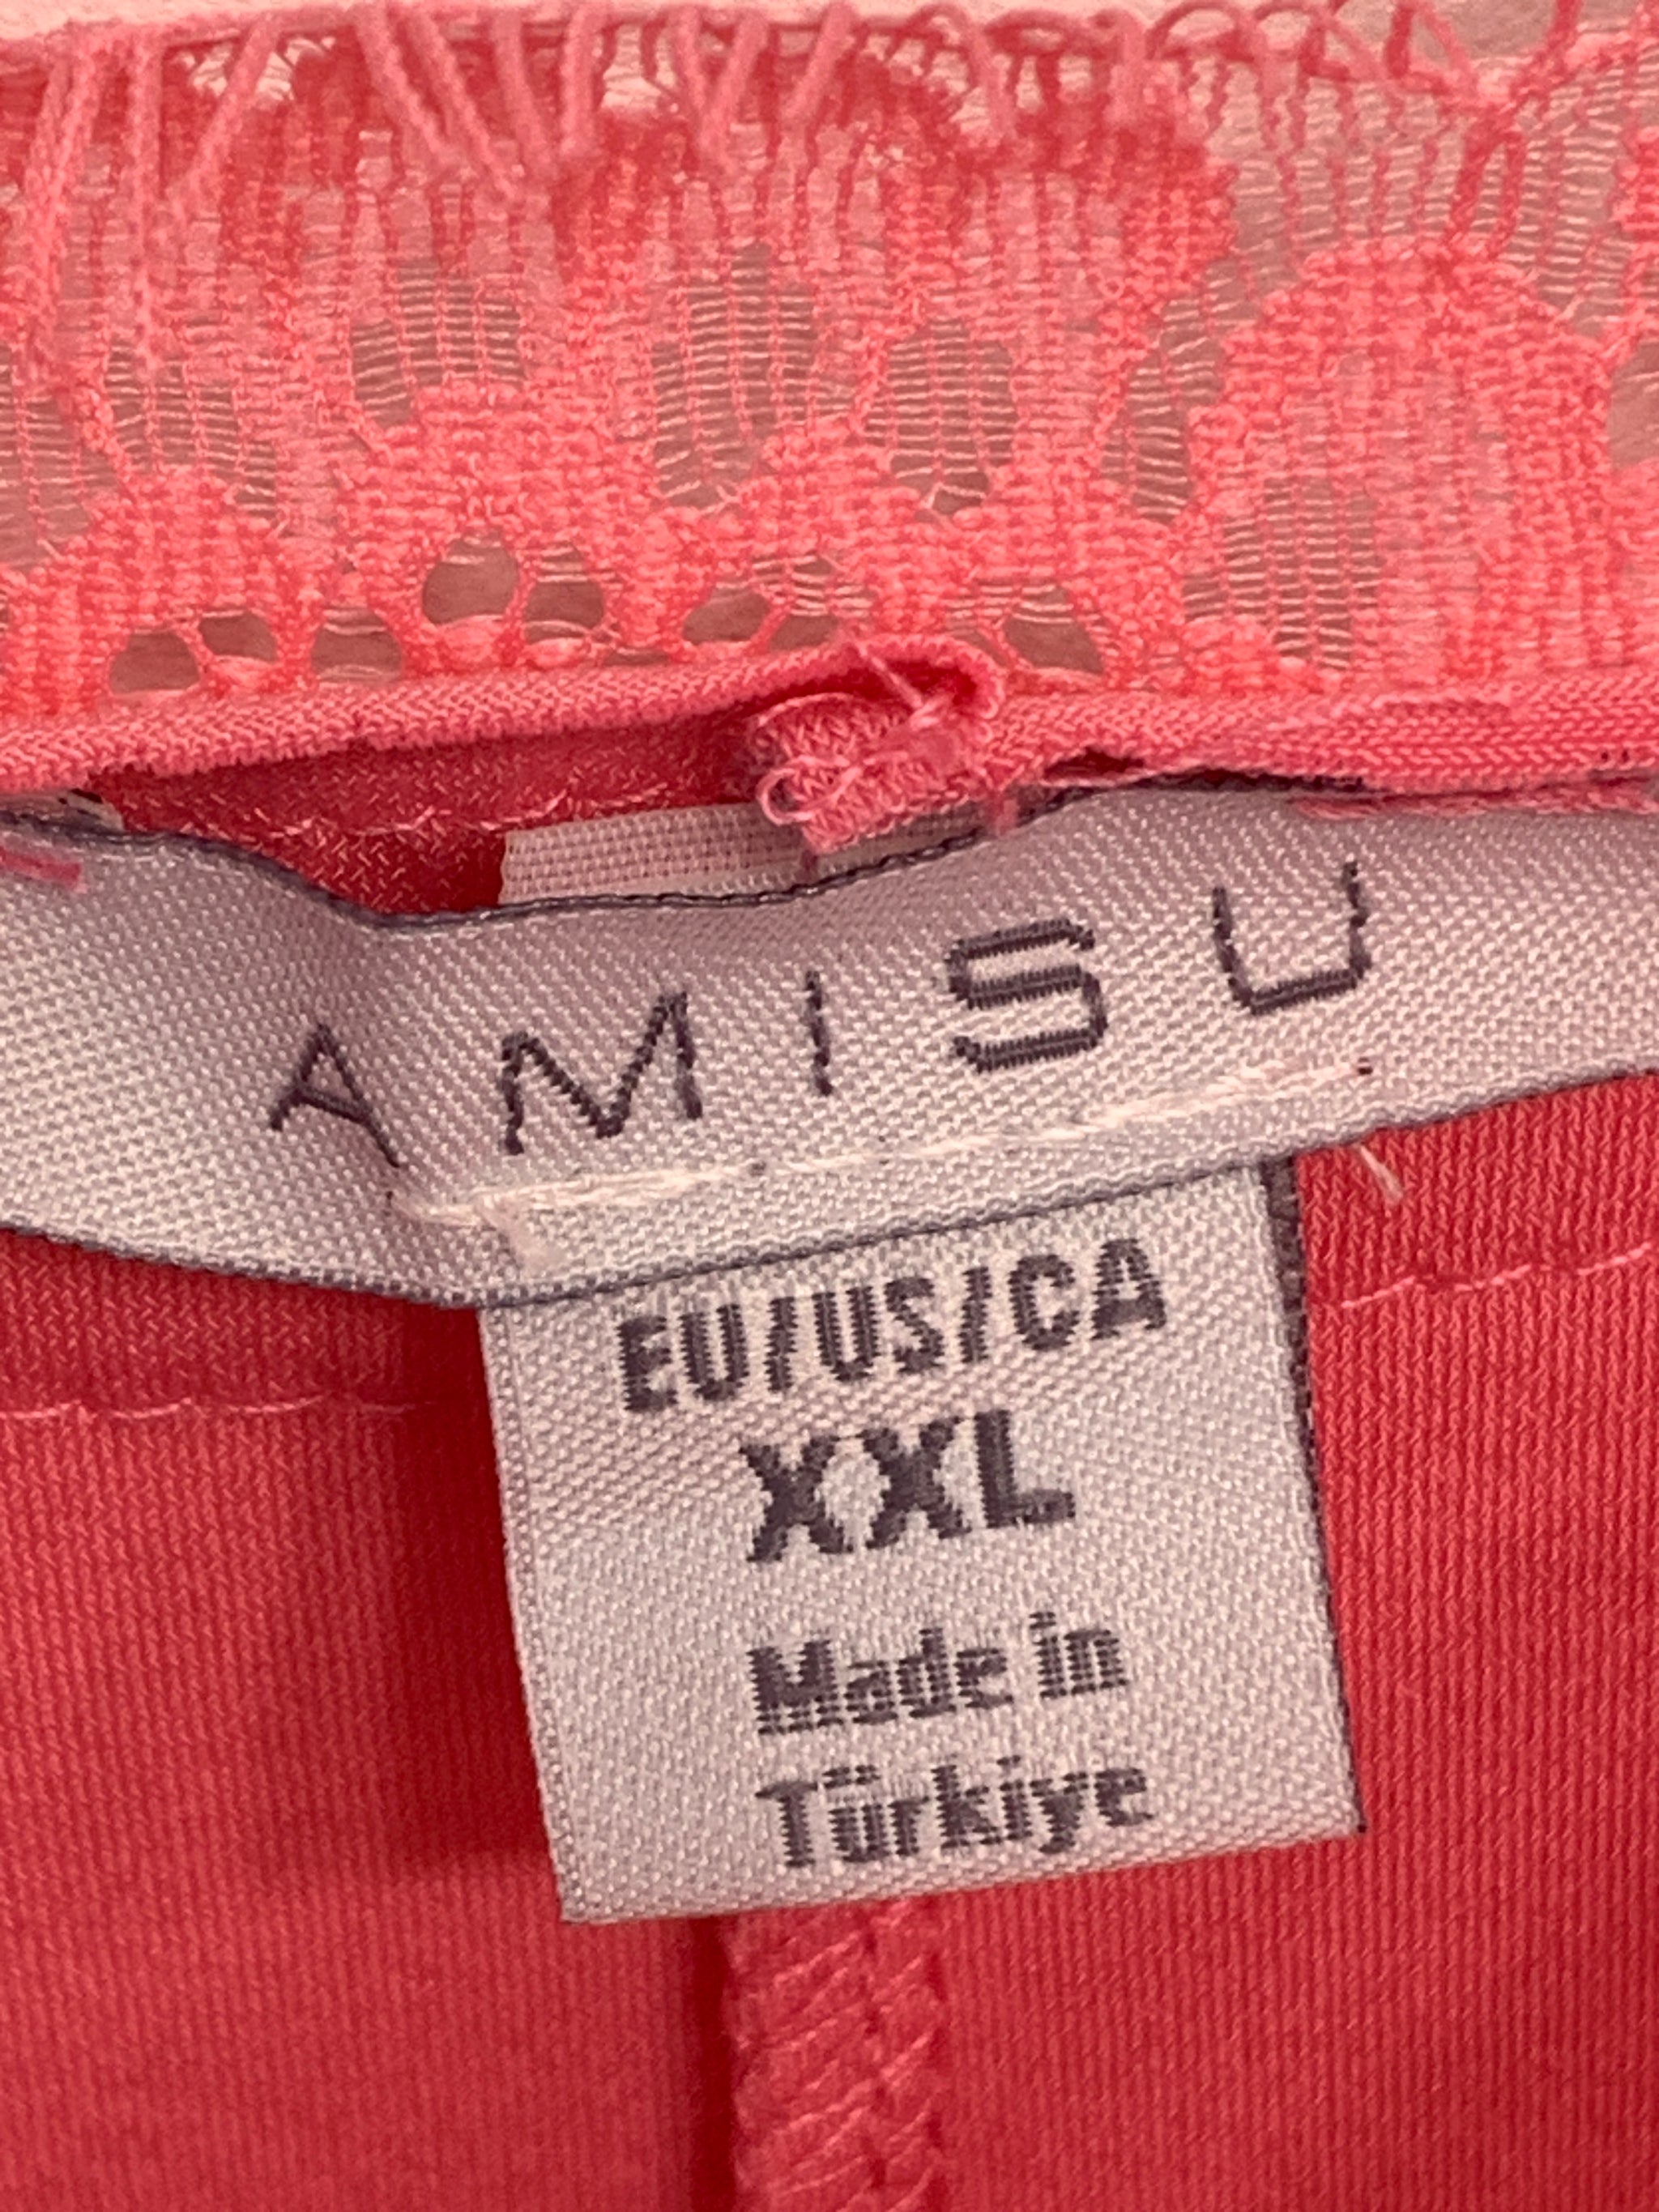 AMISU
EU/US/CA
XXL
Made in
Türkiye